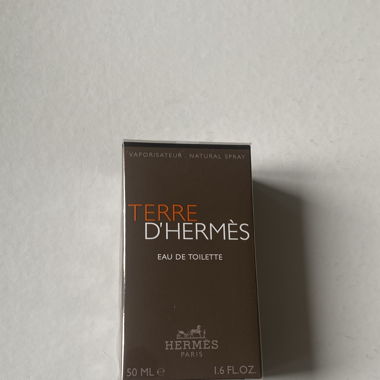 VAPORISATEUR · NATURAL SPRAY
TERRE
D'HERMÈS
EAU DE TOILETTE
HERMÈS
PARIS
50 ML ℮ 1.6 FL.OZ.